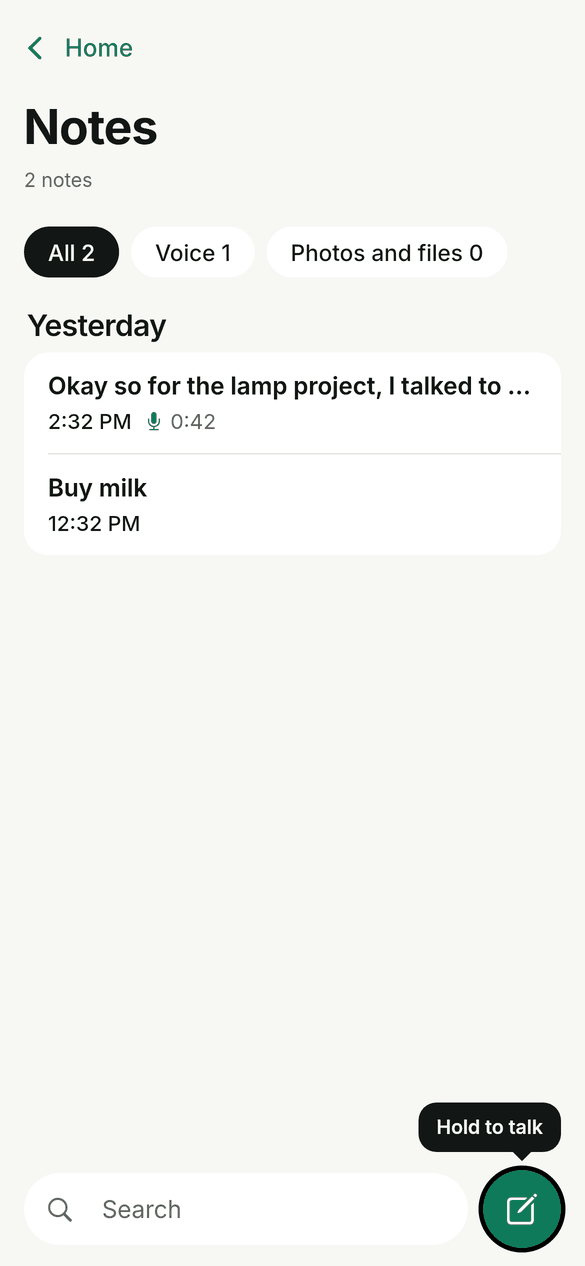 Home
Notes
2 notes
All 2 Voice 1 Photos and files 0
Yesterday
Okay so for the lamp project, I talked to ...
2:32 PM 0:42
Buy milk
12:32 PM
Hold to talk
Search